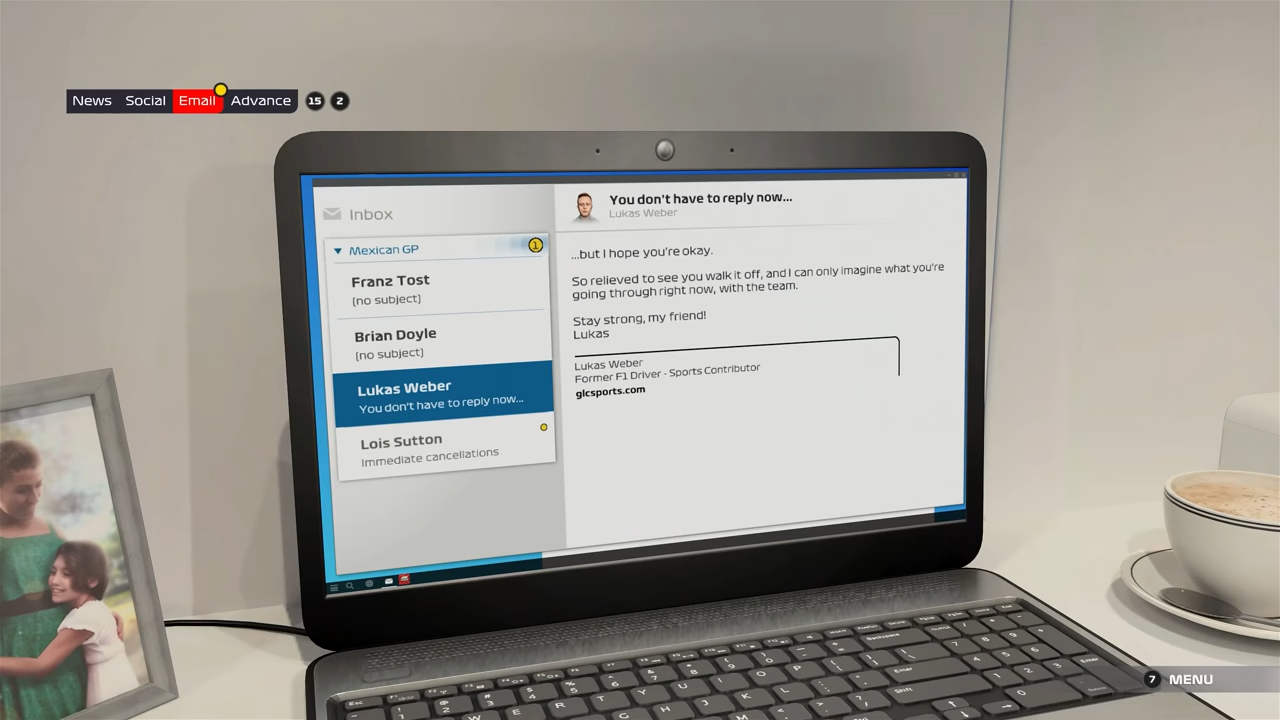 News Social Email Advance 15 2
Inbox
Mexican GP 1
Franz Tost
(no subject)
Brian Doyle
(no subject)
Lukas Weber
You don't have to reply now...
Lois Sutton
Immediate cancellations
You don't have to reply now...
Lukas Weber
...but I hope you're okay.
So relieved to see you walk it off, and I can only imagine what you're
going through right now, with the team.
Stay strong, my friend!
Lukas
Lukas Weber
Former F1 Driver - Sports Contributor
glcsports.com
7 MENU